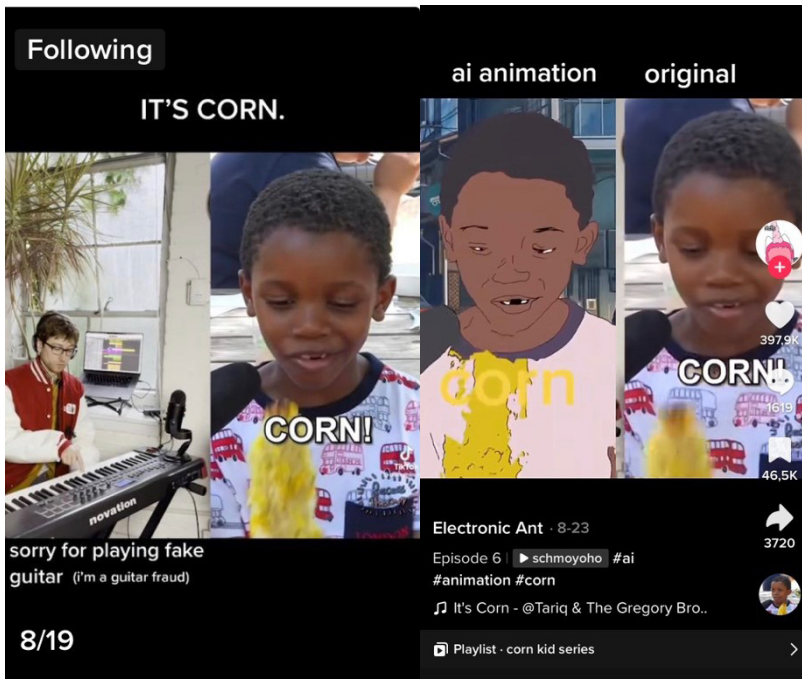 Following
IT'S CORN.
CORN!
TikTok
novation
LONDON
sorry for playing fake
guitar (i'm a guitar fraud)
8/19
ai animation
original
corn
CORN!
397,9K
1619
46,5K
3720
Electronic Ant · 8-23
Episode 6 | ▶ schmoyoho #ai
#animation #corn
♫ It's Corn - @Tariq & The Gregory Bro..
Playlist · corn kid series